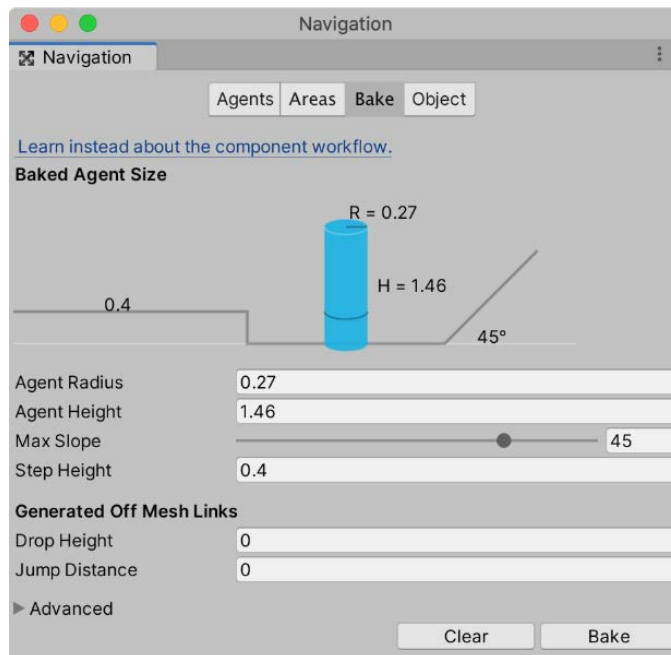 Navigation
Navigation
Agents Areas Bake Object
Learn instead about the component workflow.
Baked Agent Size
R = 0.27
H = 1.46
0.4
45°
Agent Radius 0.27
Agent Height 1.46
Max Slope 45
Step Height 0.4
Generated Off Mesh Links
Drop Height 0
Jump Distance 0
Advanced
Clear Bake